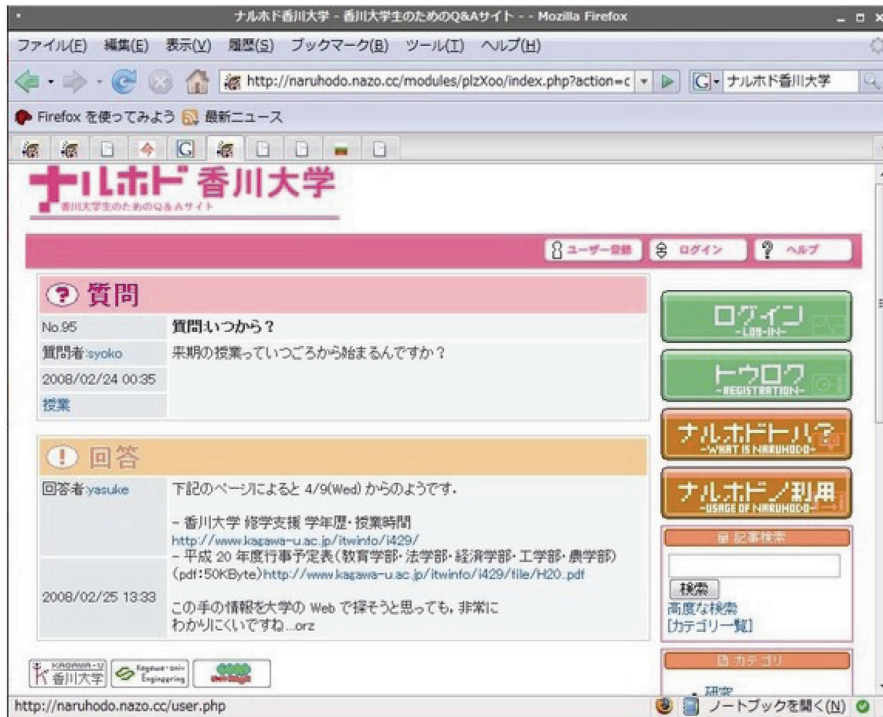 ナルホド香川大学 - 香川大学生のためのQ&Aサイト - - Mozilla Firefox
ファイル(F) 編集(E) 表示(V) 履歴(S) ブックマーク(B) ツール(T) ヘルプ(H)
http://naruhodo.nazo.cc/modules/plzXoo/index.php?action=c
ナルホド香川大学
Firefox を使ってみよう 最新ニュース
ナルホド香川大学
香川大学生のためのQ&Aサイト
ユーザー登録 ログイン ヘルプ
質問
No.95 質問:いつから?
質問者:syoko 来期の授業っていつごろから始まるんですか?
2008/02/24 00:35
授業
回答
回答者:yasuke 下記のページによると 4/9(Wed) からのようです.
- 香川大学 修学支援 学年歴・授業時間
http://www.kagawa-u.ac.jp/itwinfo/i429/
- 平成 20 年度行事予定表(教育学部・法学部・経済学部・工学部・農学部)
(pdf:50KByte)http://www.kagawa-u.ac.jp/itwinfo/i429/file/H20.pdf
2008/02/25 13:33
この手の情報を大学の Web で探そうと思っても, 非常に
わかりにくいですね...orz
ログイン
-LOG-IN-
トウロク
-REGISTRATION-
ナルホドトハ?
-WHAT IS NARUHODO-
ナルホドノ利用
-USAGE OF NARUHODO-
記事検索
検索
高度な検索
[カテゴリ一覧]
カテゴリ
研究
KAGAWA-U
香川大学
Kagawa-univ
Engineering
http://naruhodo.nazo.cc/user.php
ノートブックを開く(N)